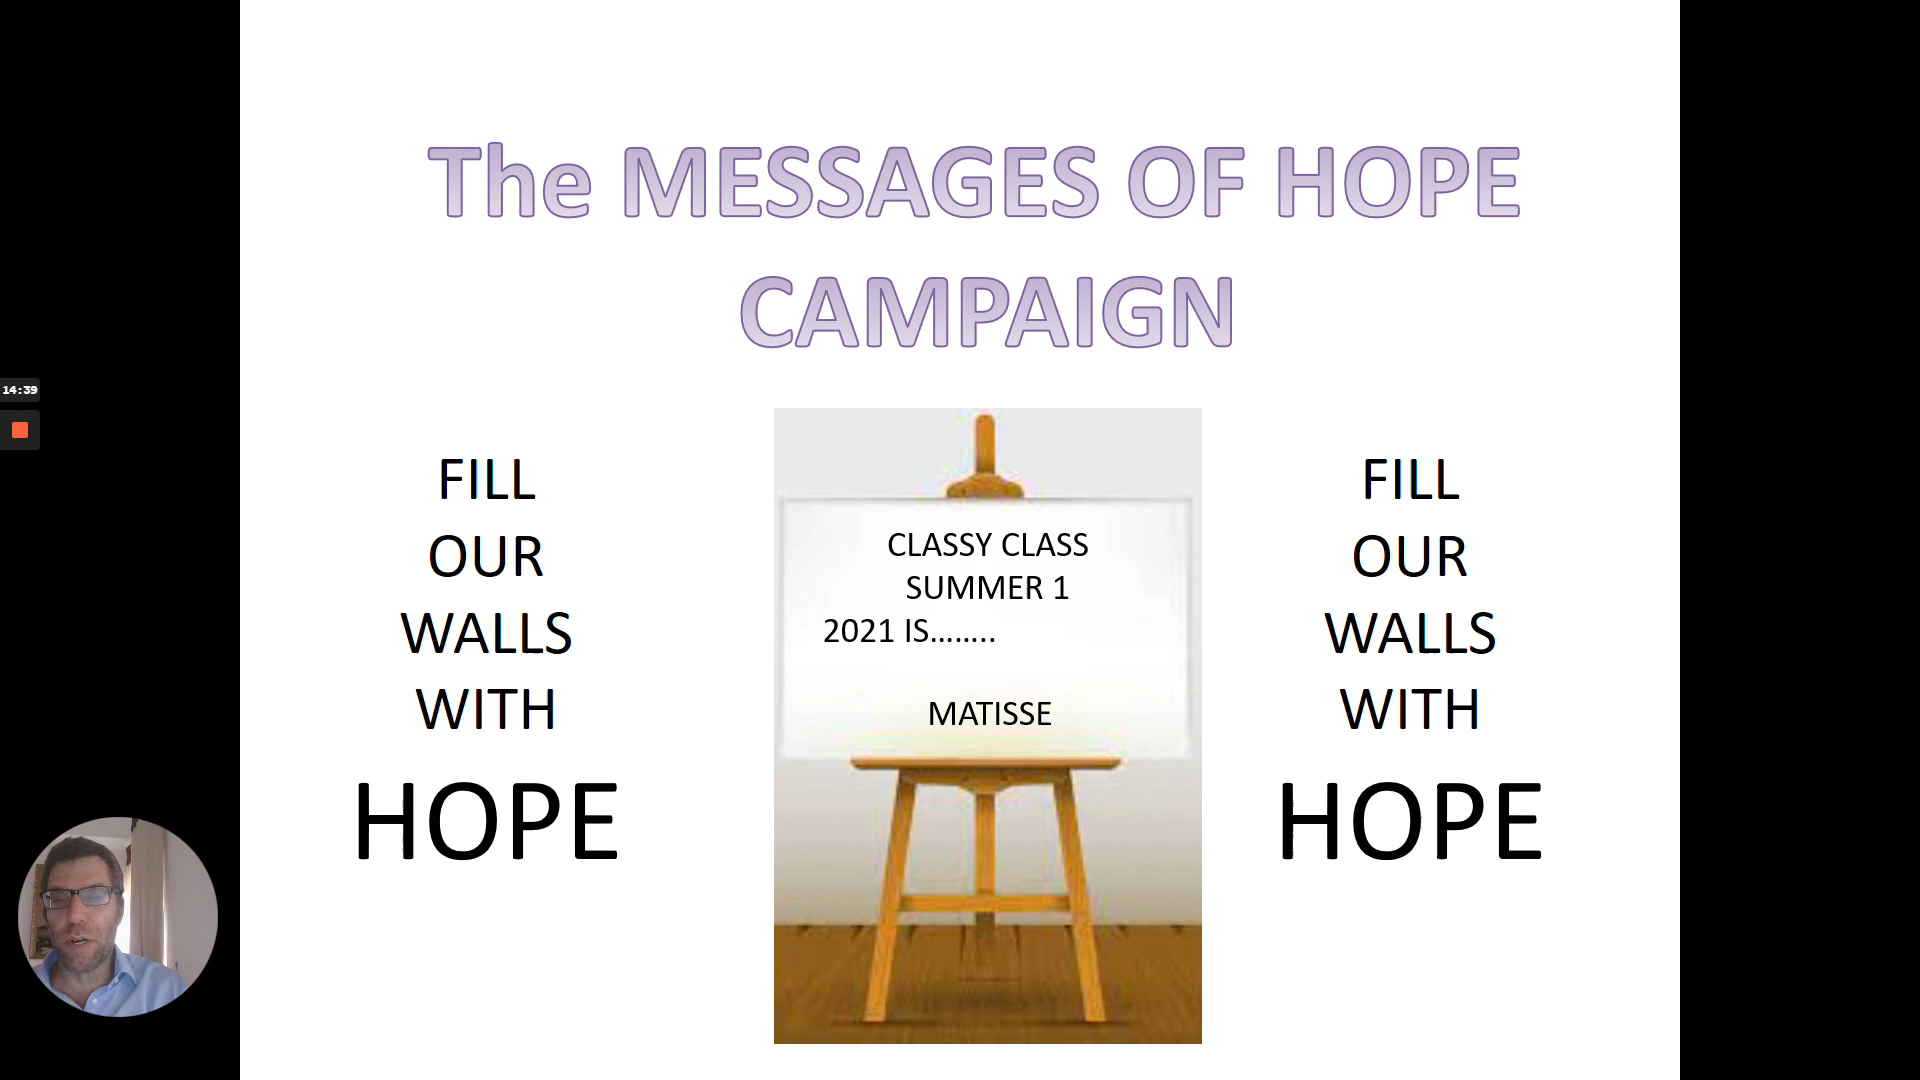 The MESSAGES OF HOPE
CAMPAIGN
14:39
FILL
OUR
WALLS
WITH
HOPE
CLASSY CLASS
SUMMER 1
2021 IS........
MATISSE
FILL
OUR
WALLS
WITH
HOPE